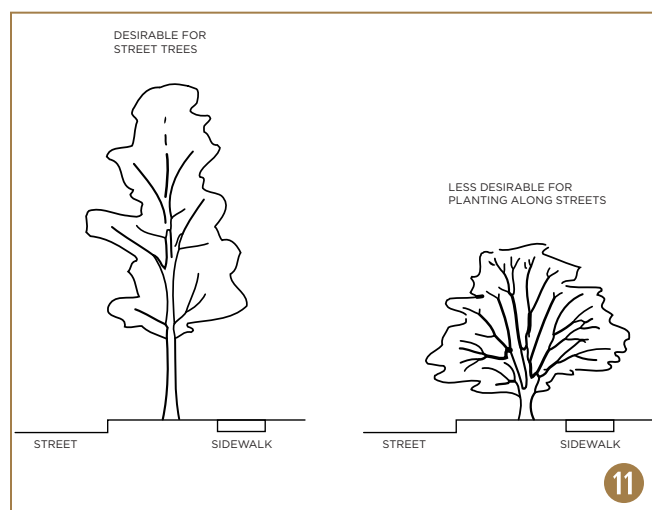 DESIRABLE FOR
STREET TREES
LESS DESIRABLE FOR
PLANTING ALONG STREETS
STREET
SIDEWALK
STREET
SIDEWALK
11